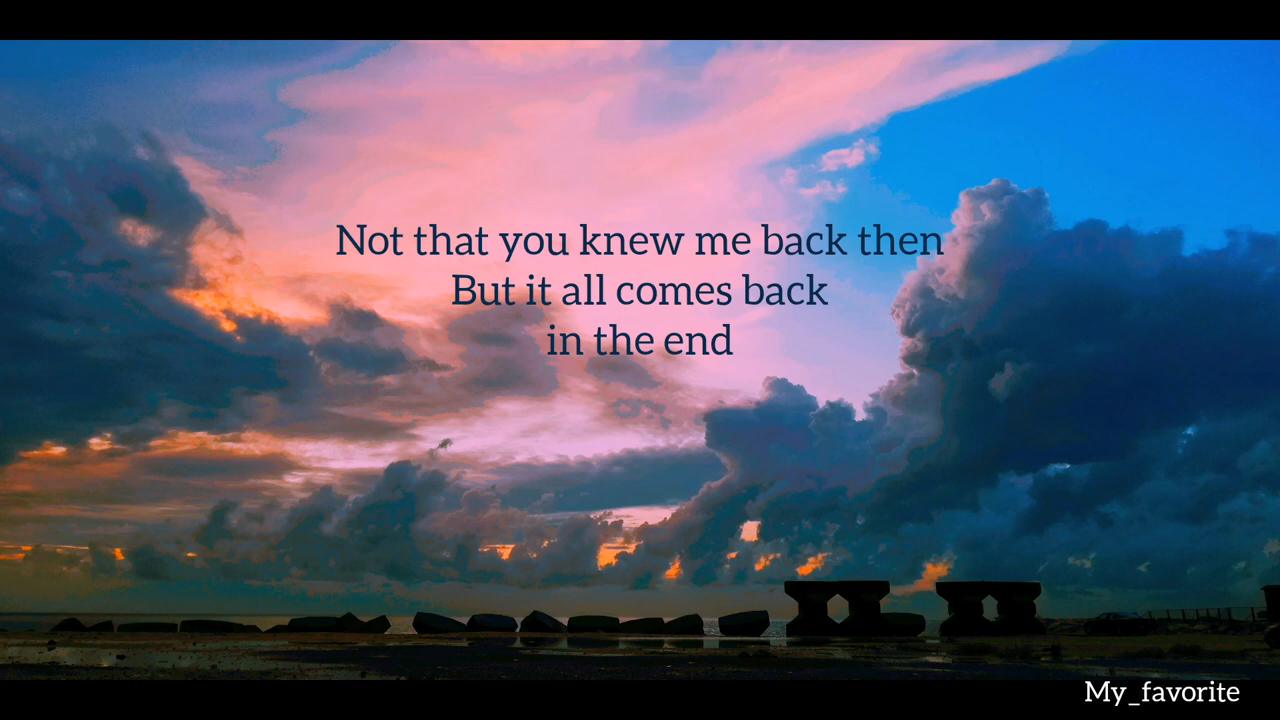 Not that you knew me back then
But it all comes back
in the end
My_favorite